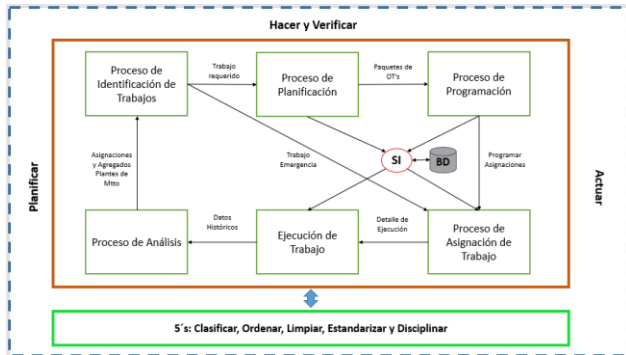 Hacer y Verificar
Proceso de
Identificación de
Trabajos
Trabajo
requerido
Proceso de
Planificación
Paquetes de
OT's
Proceso de
Programación
Planificar
Asignaciones y
Agregados
Plantes de
Mtto
Trabajo
Emergencia
SI
BD
Programar
Asignaciones
Actuar
Proceso de Análisis
Datos
Históricos
Ejecución de
Trabajo
Detalle de
Ejecución
Proceso de
Asignación de
Trabajo
5´s: Clasificar, Ordenar, Limpiar, Estandarizar y Disciplinar